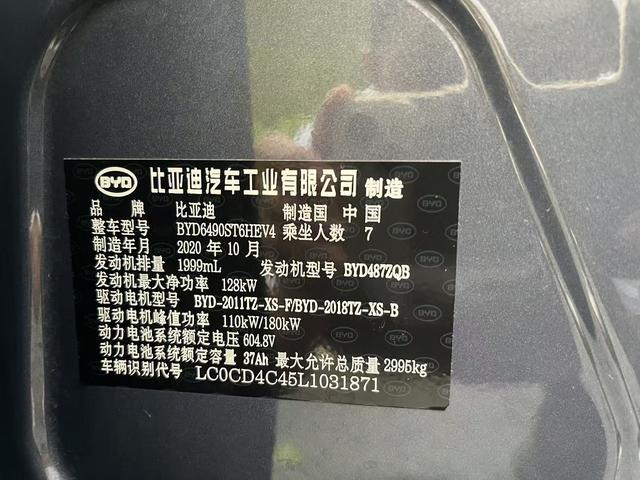 BYD 比亚迪汽车工业有限公司 制造
品 牌 比亚迪 制造国 中国
整车型号 BYD6490ST6HEV4 乘坐人数 7
制造年月 2020 年 10 月
发动机排量 1999mL 发动机型号 BYD487ZQB
发动机最大净功率 128kW
驱动电机型号 BYD-2011TZ-XS-F/BYD-2018TZ-XS-B
驱动电机峰值功率 110kW/180kW
动力电池系统额定电压 604.8V
动力电池系统额定容量 37Ah 最大允许总质量 2995kg
车辆识别代号 LC0CD4C45L1031871